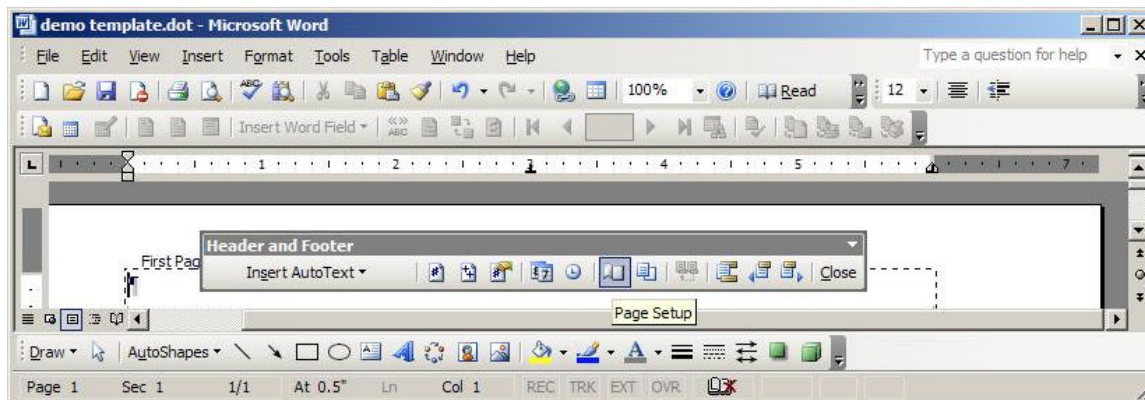 demo template.dot - Microsoft Word
File Edit View Insert Format Tools Table Window Help Type a question for help
ABC 100% Read 12
Insert Word Field ABC
L 1 2 3 4 5 7
Header and Footer
First Pag
Insert AutoText # # 7 Close
Page Setup
Draw AutoShapes A A
Page 1 Sec 1 1/1 At 0.5" Ln Col 1 REC TRK EXT OVR